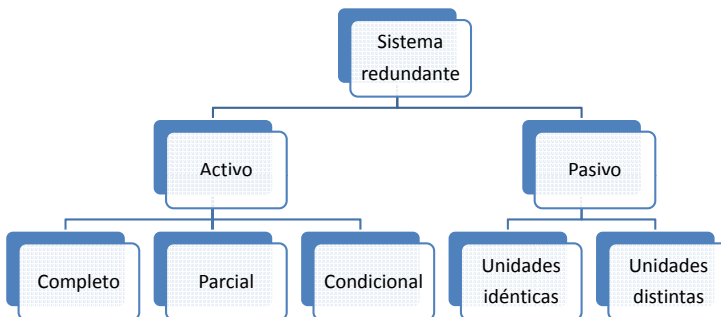 Sistema
redundante
Activo
Pasivo
Completo
Parcial
Condicional
Unidades
idénticas
Unidades
distintas